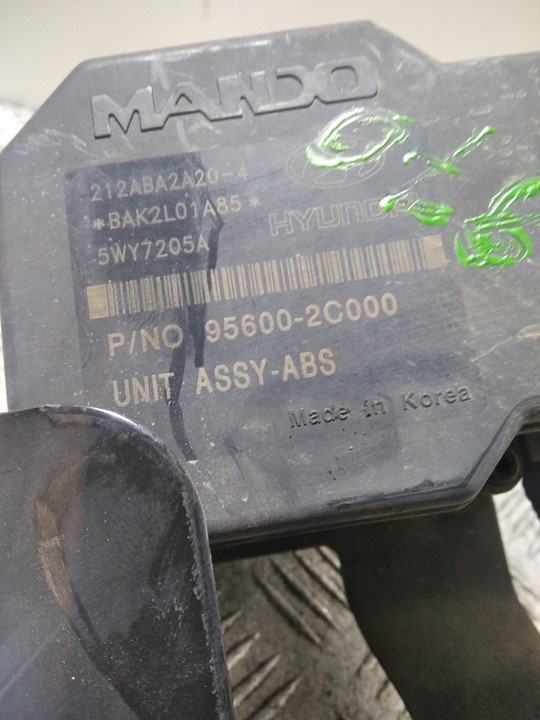 MANDO
212ABA2A20-4
*BAK2L01A85*
HYUNDAI
5WY7205A
P/NO 95600-2C000
UNIT ASSY-ABS
Made in Korea